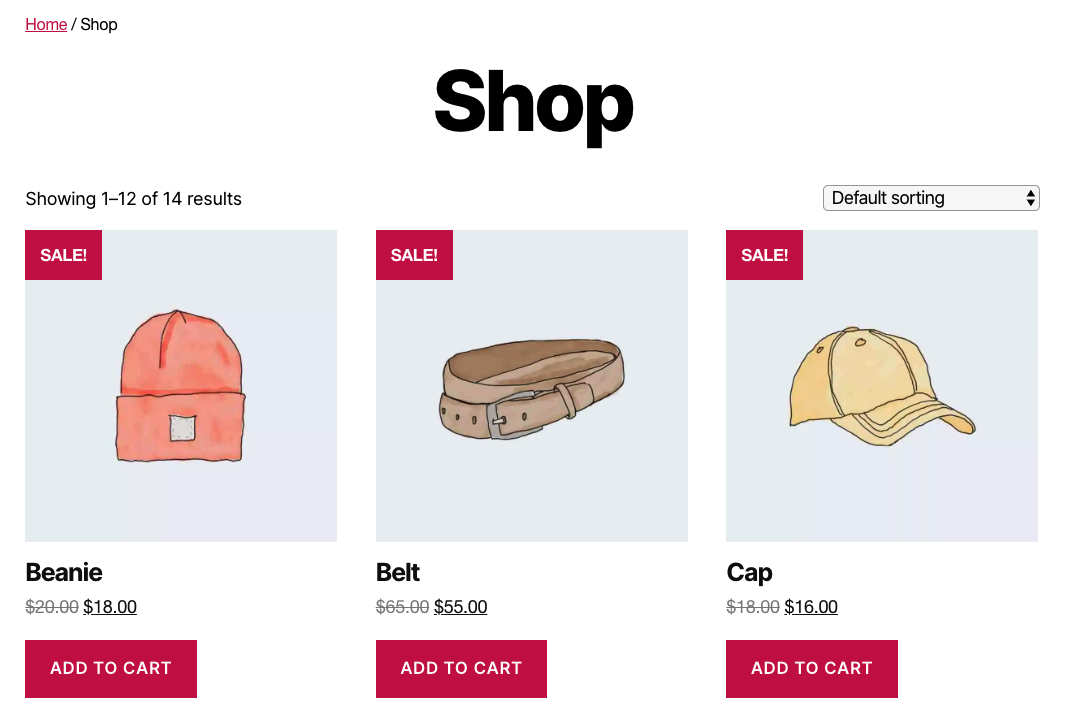 Home / Shop
Shop
Showing 1–12 of 14 results
Default sorting
SALE!
SALE!
SALE!
Beanie
Belt
Cap
$20.00 $18.00
$65.00 $55.00
$18.00 $16.00
ADD TO CART
ADD TO CART
ADD TO CART